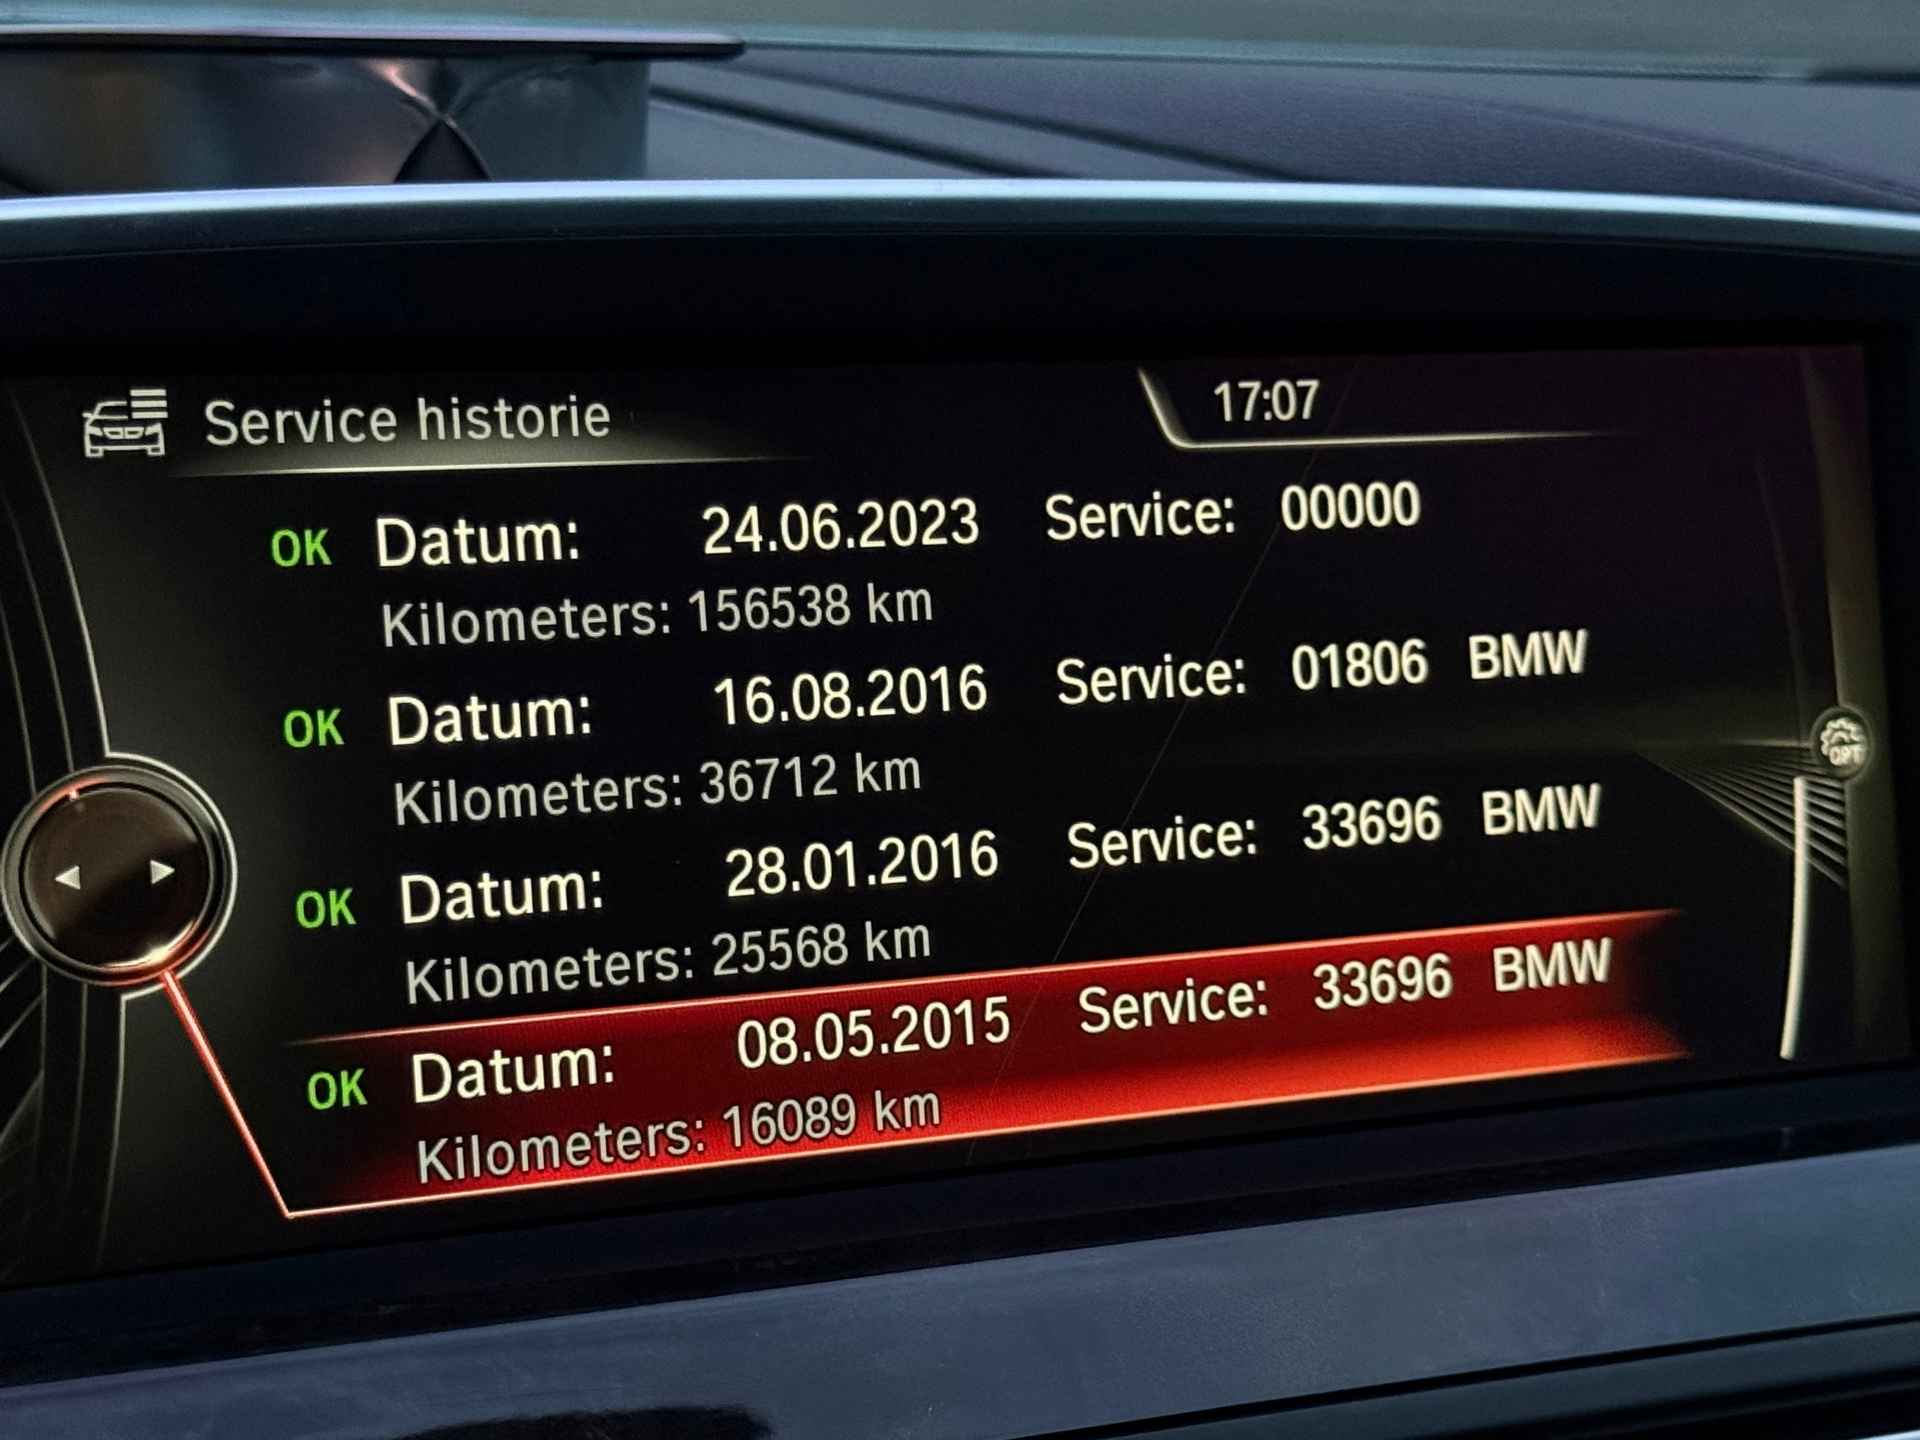 Service historie 17:07
OK Datum: 24.06.2023 Service: 00000
Kilometers: 156538 km
OK Datum: 16.08.2016 Service: 01806 BMW
Kilometers: 36712 km
OK Datum: 28.01.2016 Service: 33696 BMW
Kilometers: 25568 km
OK Datum: 08.05.2015 Service: 33696 BMW
Kilometers: 16089 km
OPT